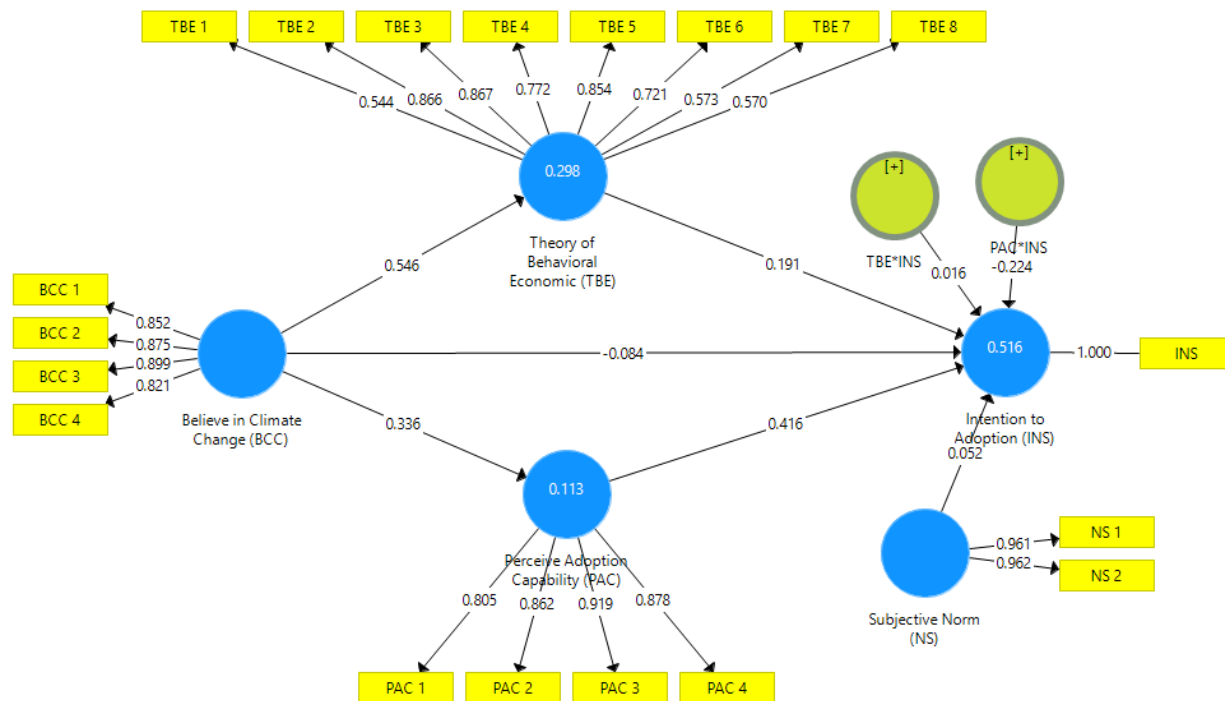 TBE 1
TBE 2
TBE 3
TBE 4
TBE 5
TBE 6
TBE 7
TBE 8
0.544
0.866
0.867
0.772
0.854
0.721
0.573
0.570
0.298
Theory of
Behavioral
Economic (TBE)
[+]
TBE*INS
0.016
[+]
PAC*INS
-0.224
0.546
0.191
BCC 1
BCC 2
BCC 3
BCC 4
0.852
0.875
0.899
0.821
Believe in Climate
Change (BCC)
-0.084
0.516
1.000
INS
Intention to
Adoption (INS)
0.336
0.416
0.052
0.113
Perceive Adoption
Capability (PAC)
0.805
0.862
0.919
0.878
PAC 1
PAC 2
PAC 3
PAC 4
0.961
0.962
NS 1
NS 2
Subjective Norm
(NS)